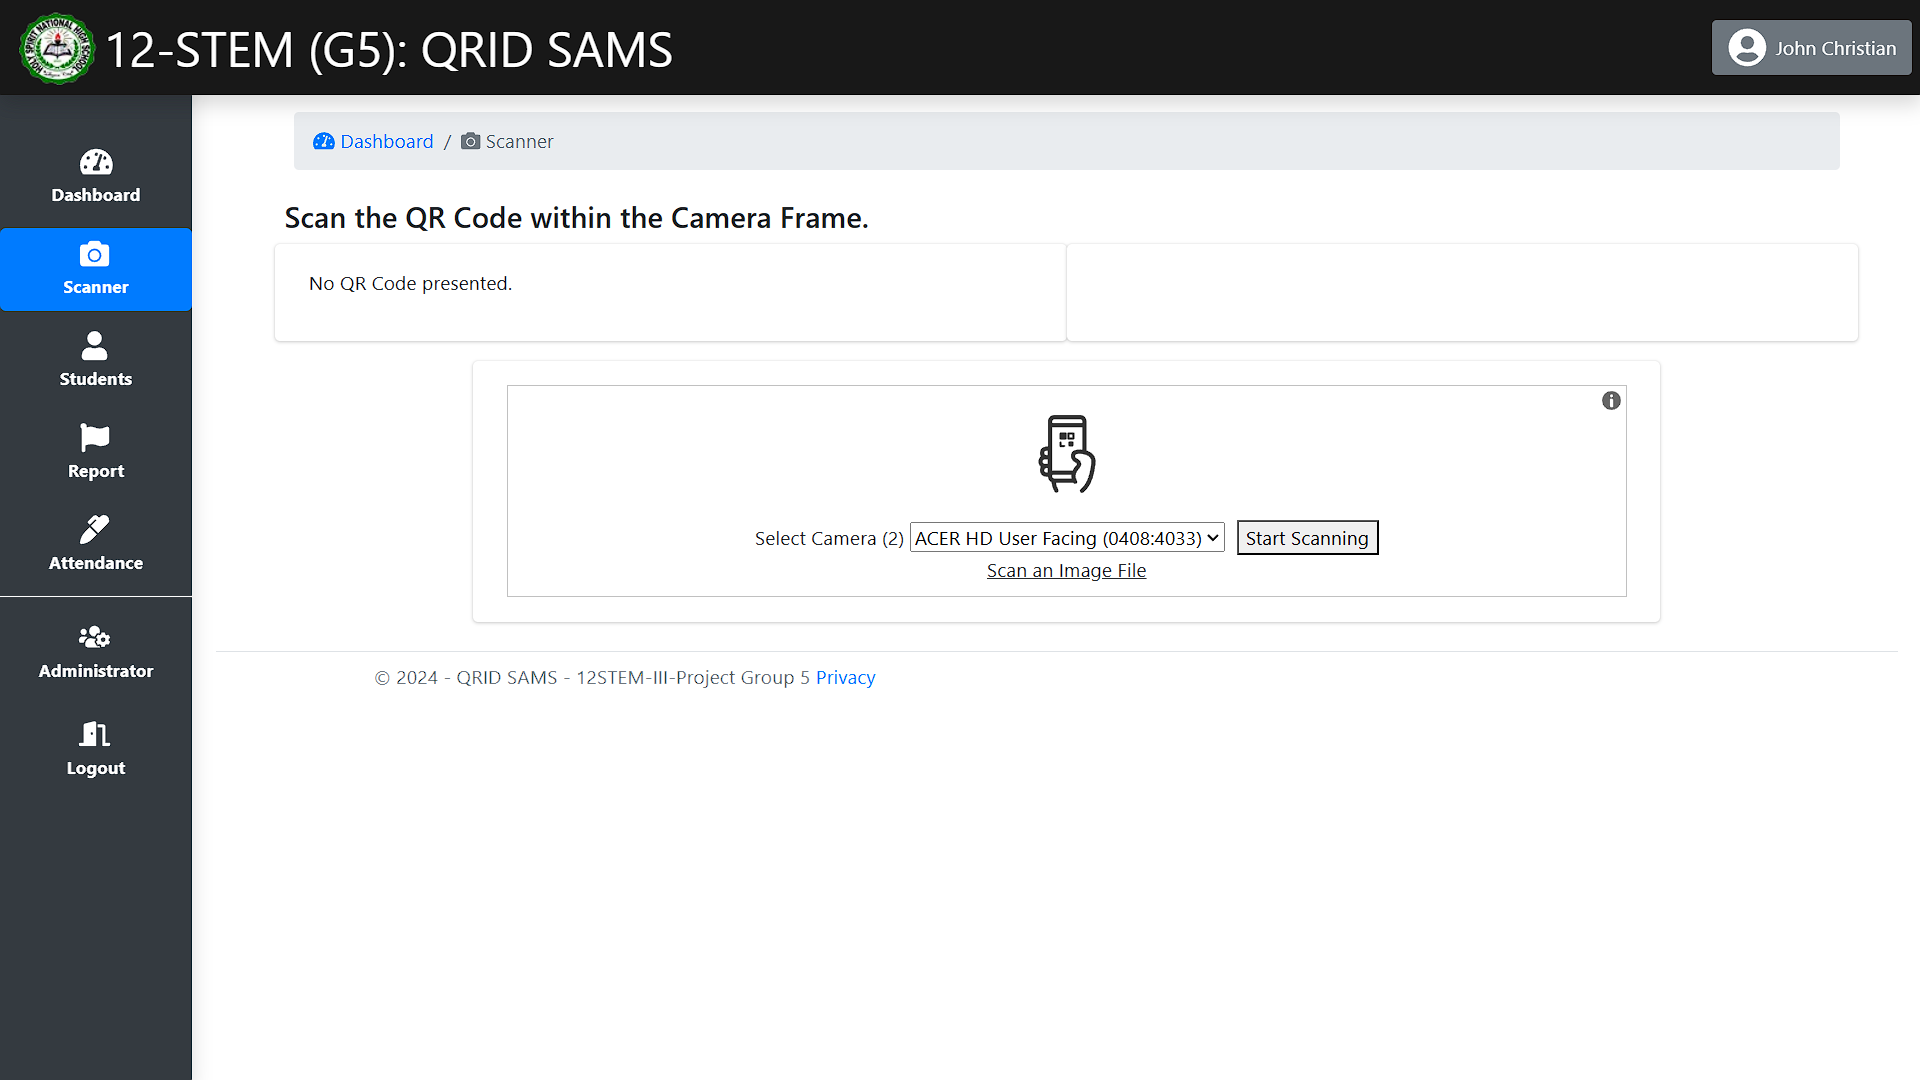 12-STEM (G5): QRID SAMS
John Christian
Dashboard / Scanner
Dashboard
Scanner
Students
Report
Attendance
Administrator
Logout
Scan the QR Code within the Camera Frame.
No QR Code presented.
Select Camera (2) ACER HD User Facing (0408:4033) Start Scanning
Scan an Image File
© 2024 - QRID SAMS - 12STEM-III-Project Group 5 Privacy